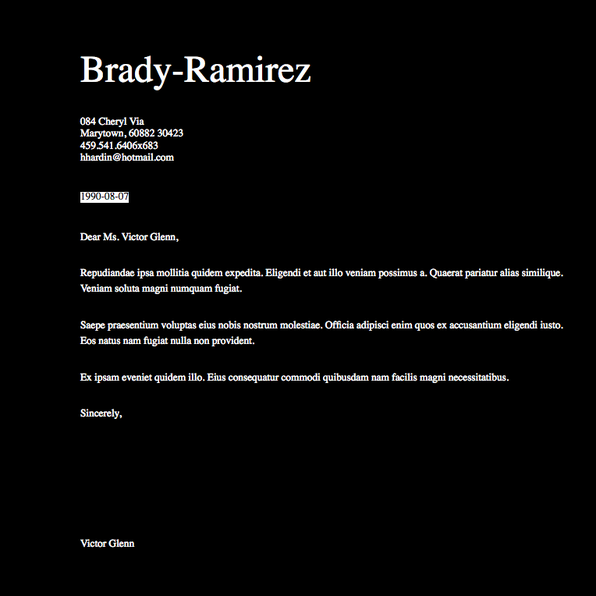 Brady-Ramirez
084 Cheryl Via
Marytown, 60882 30423
459.541.6406x683
hhardin@hotmail.com
1990-08-07
Dear Ms. Victor Glenn,
Repudiandae ipsa mollitia quidem expedita. Eligendi et aut illo veniam possimus a. Quaerat pariatur alias similique.
Veniam soluta magni numquam fugiat.
Saepe praesentium voluptas eius nobis nostrum molestiae. Officia adipisci enim quos ex accusantium eligendi iusto.
Eos natus nam fugiat nulla non provident.
Ex ipsam eveniet quidem illo. Eius consequatur commodi quibusdam nam facilis magni necessitatibus.
Sincerely,
Victor Glenn